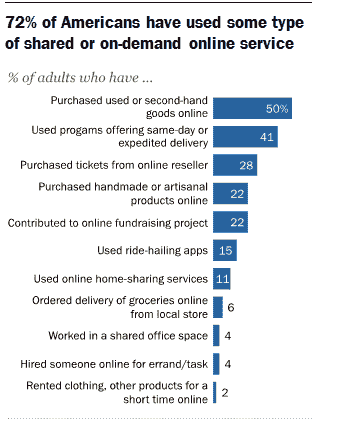 72% of Americans have used some type
of shared or on-demand online service
% of adults who have ...
Purchased used or second-hand
goods online 50%
Used progams offering same-day or
expedited delivery 41
Purchased tickets from online reseller 28
Purchased handmade or artisanal
products online 22
Contributed to online fundraising project 22
Used ride-hailing apps 15
Used online home-sharing services 11
Ordered delivery of groceries online
from local store 6
Worked in a shared office space 4
Hired someone online for errand/task 4
Rented clothing, other products for a
short time online 2